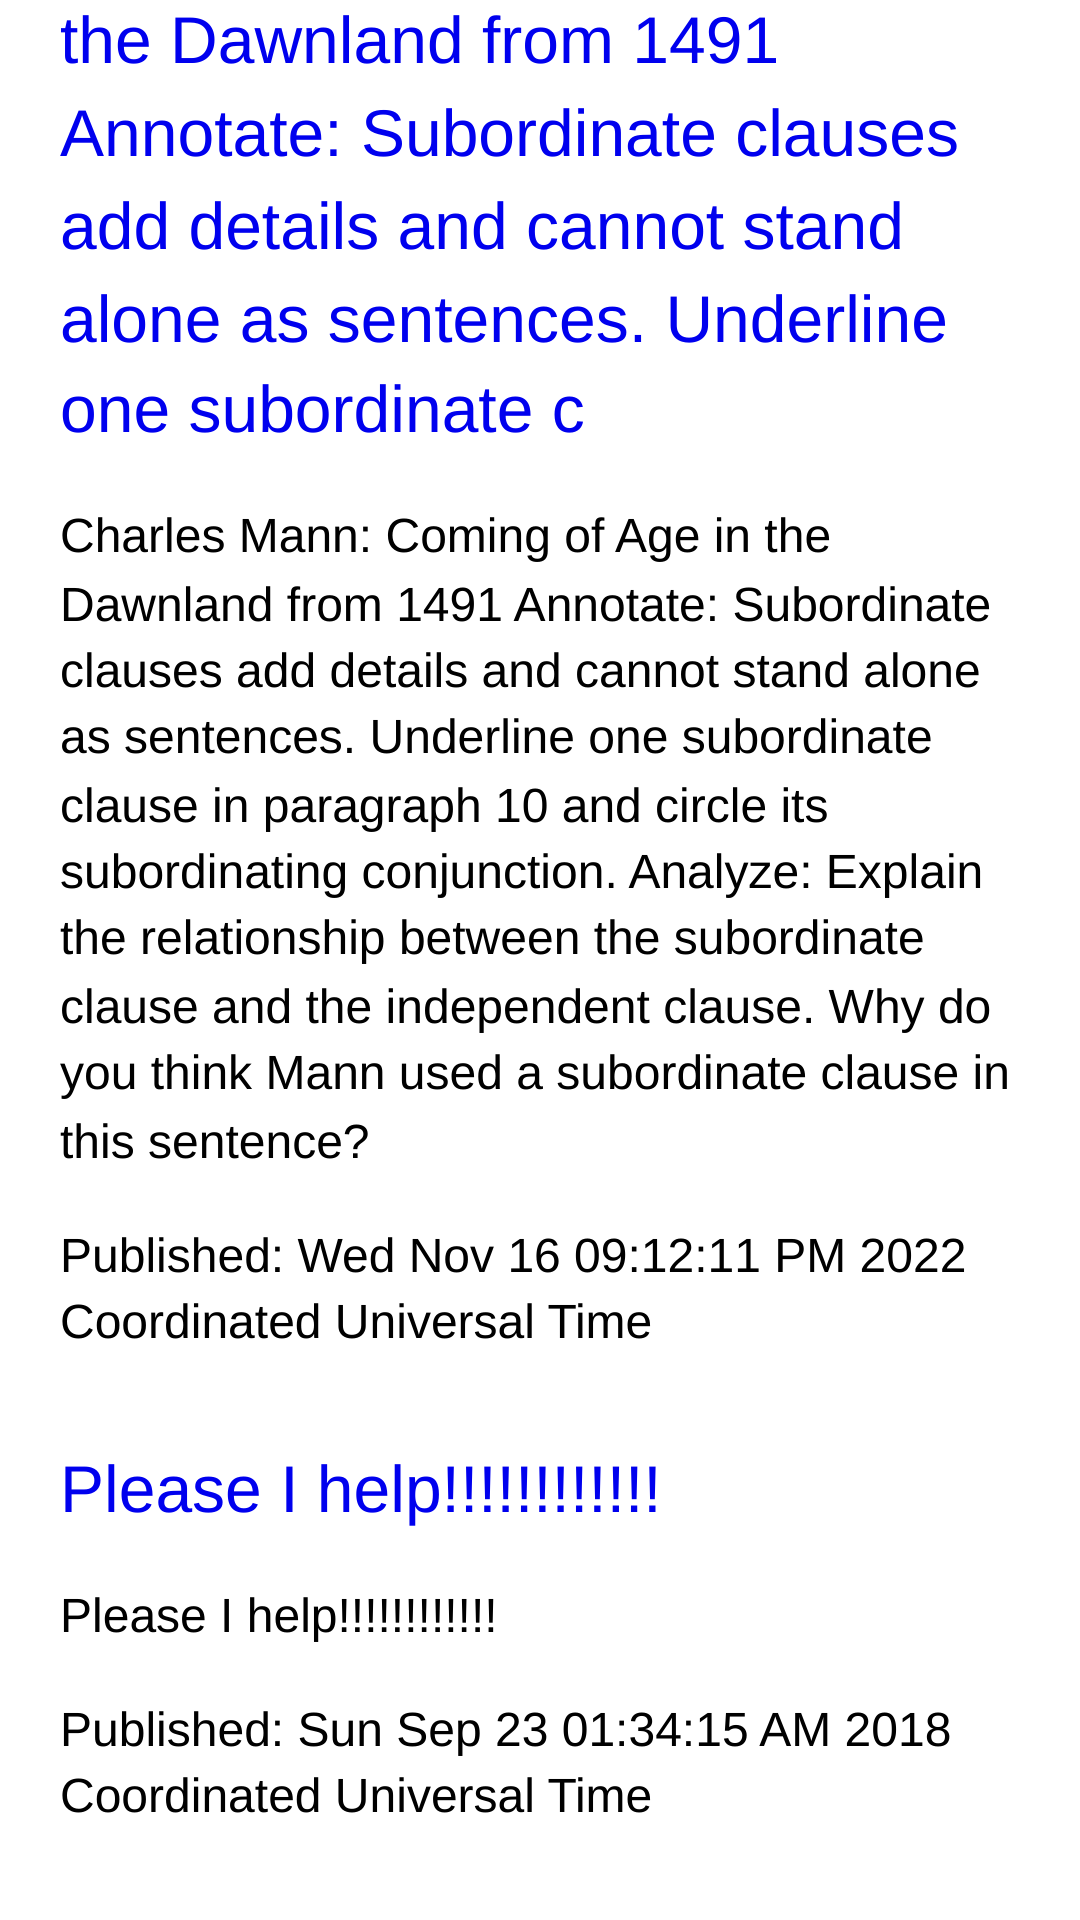 the Dawnland from 1491
Annotate: Subordinate clauses
add details and cannot stand
alone as sentences. Underline
one subordinate c
Charles Mann: Coming of Age in the
Dawnland from 1491 Annotate: Subordinate
clauses add details and cannot stand alone
as sentences. Underline one subordinate
clause in paragraph 10 and circle its
subordinating conjunction. Analyze: Explain
the relationship between the subordinate
clause and the independent clause. Why do
you think Mann used a subordinate clause in
this sentence?
Published: Wed Nov 16 09:12:11 PM 2022
Coordinated Universal Time
Please I help!!!!!!!!!!!!
Please I help!!!!!!!!!!!!
Published: Sun Sep 23 01:34:15 AM 2018
Coordinated Universal Time